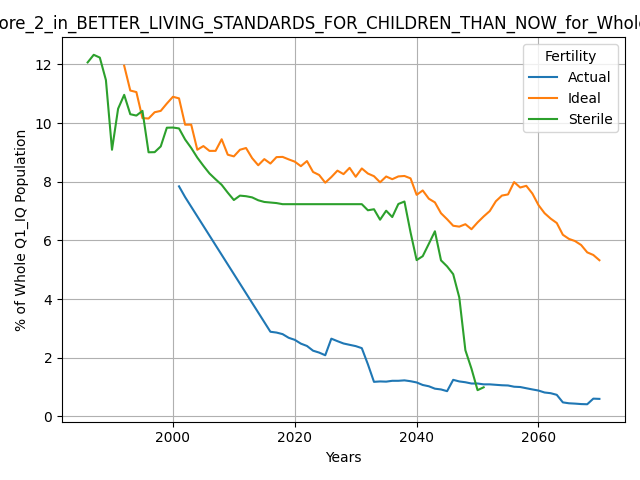 ore_2_in_BETTER_LIVING_STANDARDS_FOR_CHILDREN_THAN_NOW_for_Whole
Fertility
Actual
Ideal
Sterile
% of Whole Q1_IQ Population
12
10
8
6
4
2
0
2000
2020
2040
2060
Years